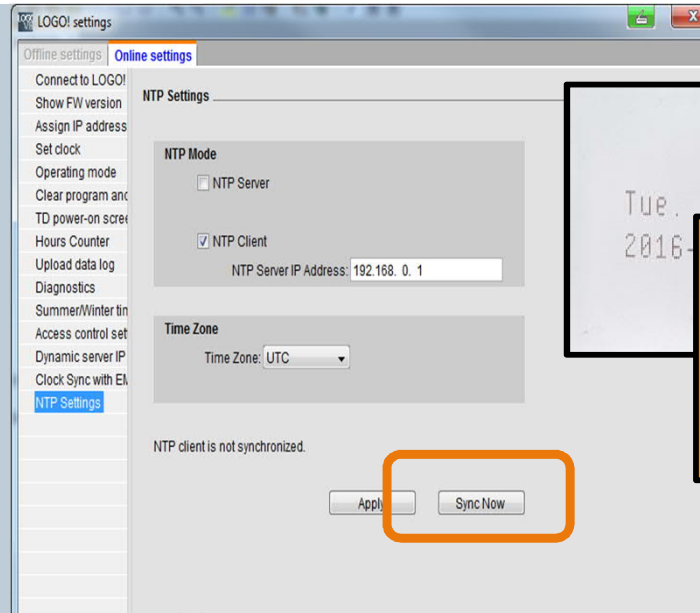 LOGO! settings
Offline settings
Online settings
Connect to LOGO!
Show FW version
Assign IP address
Set clock
Operating mode
Clear program and
TD power-on scree
Hours Counter
Upload data log
Diagnostics
Summer/Winter tin
Access control set
Dynamic server IP
Clock Sync with EM
NTP Settings
NTP Settings
NTP Mode
NTP Server
NTP Client
NTP Server IP Address: 192.168. 0. 1
Time Zone
Time Zone: UTC
NTP client is not synchronized.
Apply
Sync Now
Tue.
2016-